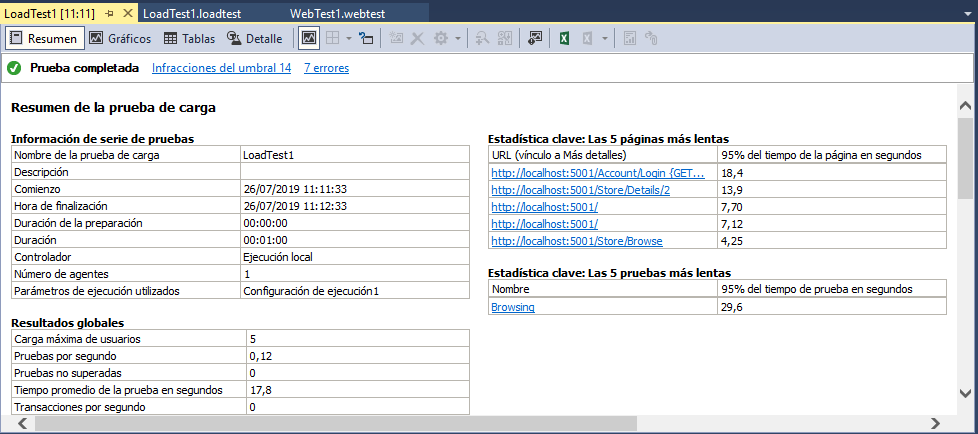 LoadTest1 [11:11]
LoadTest1.loadtest
WebTest1.webtest
Resumen
Gráficos
Tablas
Detalle
Prueba completada
Infracciones del umbral 14
7 errores
Resumen de la prueba de carga
Información de serie de pruebas
Nombre de la prueba de carga LoadTest1
Descripción
Comienzo 26/07/2019 11:11:33
Hora de finalización 26/07/2019 11:12:33
Duración de la preparación 00:00:00
Duración 00:01:00
Controlador Ejecución local
Número de agentes 1
Parámetros de ejecución utilizados Configuración de ejecución1
Resultados globales
Carga máxima de usuarios 5
Pruebas por segundo 0,12
Pruebas no superadas 0
Tiempo promedio de la prueba en segundos 17,8
Transacciones por segundo 0
Estadística clave: Las 5 páginas más lentas
URL (vínculo a Más detalles) 95% del tiempo de la página en segundos
http://localhost:5001/Account/Login {GET... 18,4
http://localhost:5001/Store/Details/2 13,9
http://localhost:5001/ 7,70
http://localhost:5001/ 7,12
http://localhost:5001/Store/Browse 4,25
Estadística clave: Las 5 pruebas más lentas
Nombre 95% del tiempo de prueba en segundos
Browsing 29,6